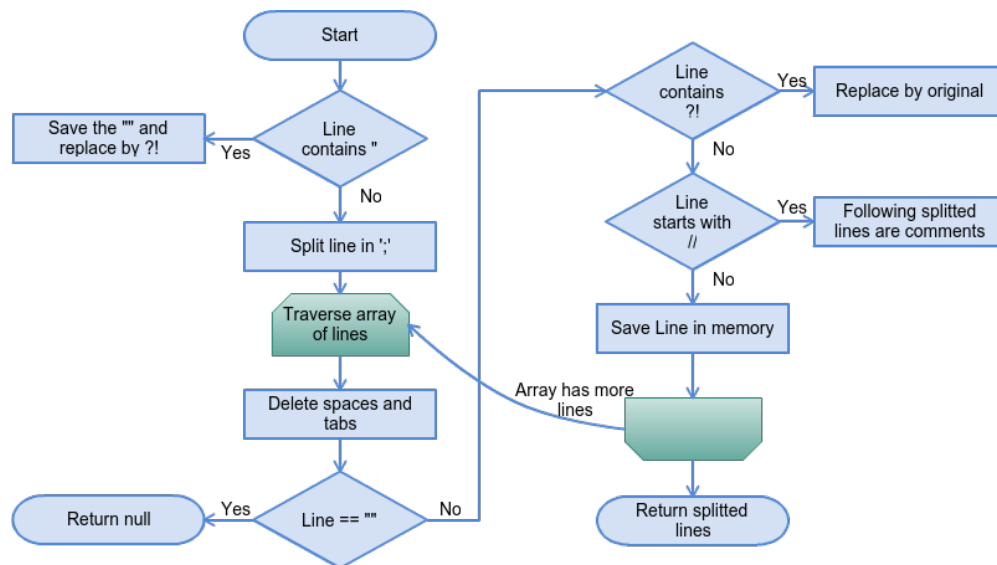 Start
Line
contains "
Yes
Save the "" and
replace by ?!
No
Split line in ';'
Traverse array
of lines
Delete spaces and
tabs
Line == ""
Yes
Return null
No
Line
contains
?!
Yes
Replace by original
No
Line
starts with
//
Yes
Following splitted
lines are comments
No
Save Line in memory
Array has more
lines
Return splitted
lines